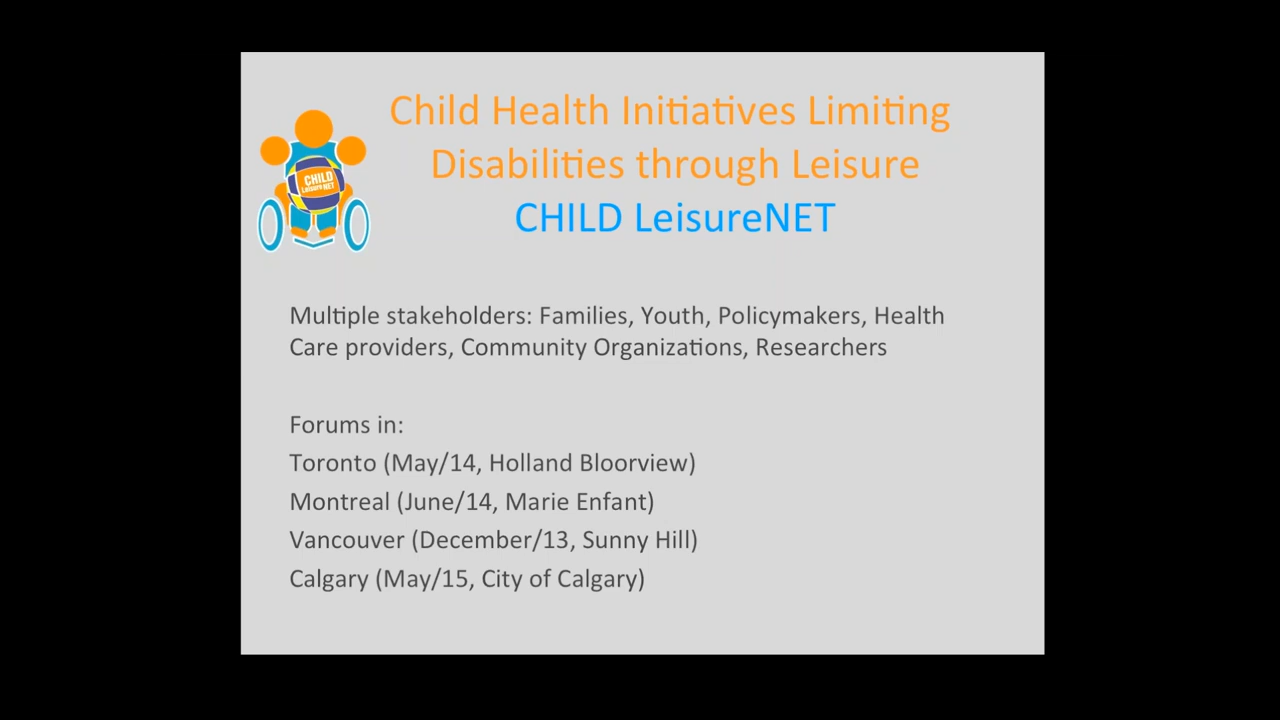 Child Health Initiatives Limiting
Disabilities through Leisure
CHILD LeisureNET
CHILD
LeisureNET
Multiple stakeholders: Families, Youth, Policymakers, Health
Care providers, Community Organizations, Researchers
Forums in:
Toronto (May/14, Holland Bloorview)
Montreal (June/14, Marie Enfant)
Vancouver (December/13, Sunny Hill)
Calgary (May/15, City of Calgary)